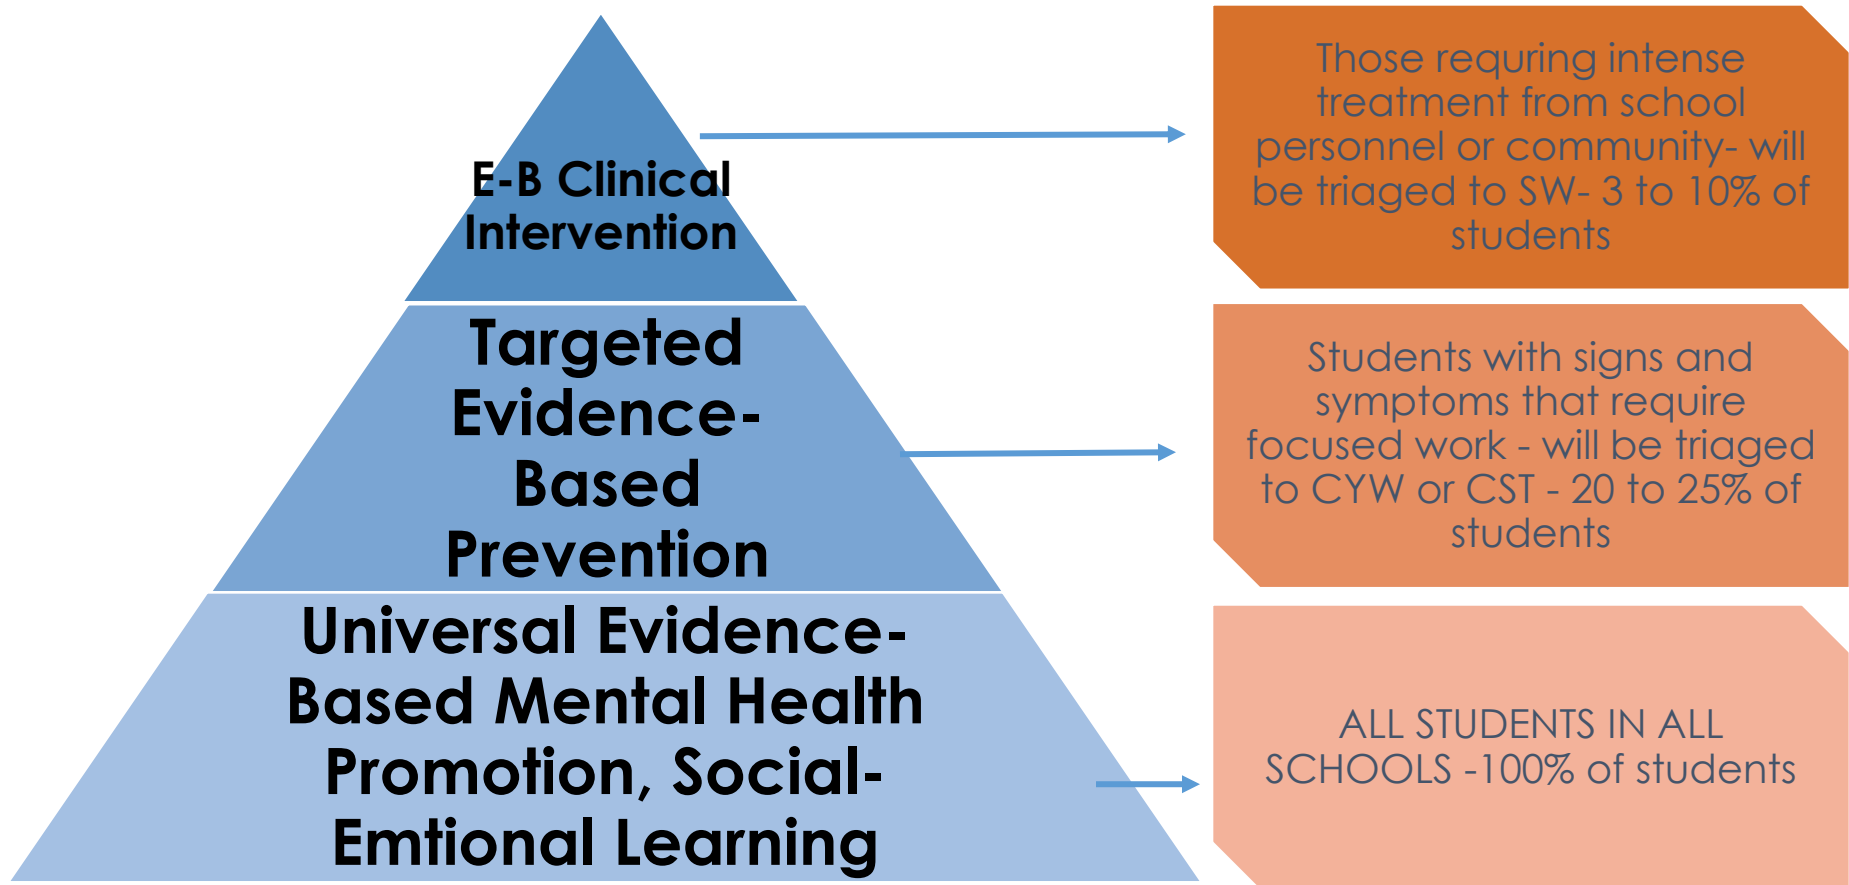 E-B Clinical
Intervention
Those requring intense
treatment from school
personnel or community- will
be triaged to SW- 3 to 10% of
students
Targeted
Evidence-
Based
Prevention
Students with signs and
symptoms that require
focused work - will be triaged
to CYW or CST - 20 to 25% of
students
Universal Evidence-
Based Mental Health
Promotion, Social-
Emtional Learning
ALL STUDENTS IN ALL
SCHOOLS -100% of students